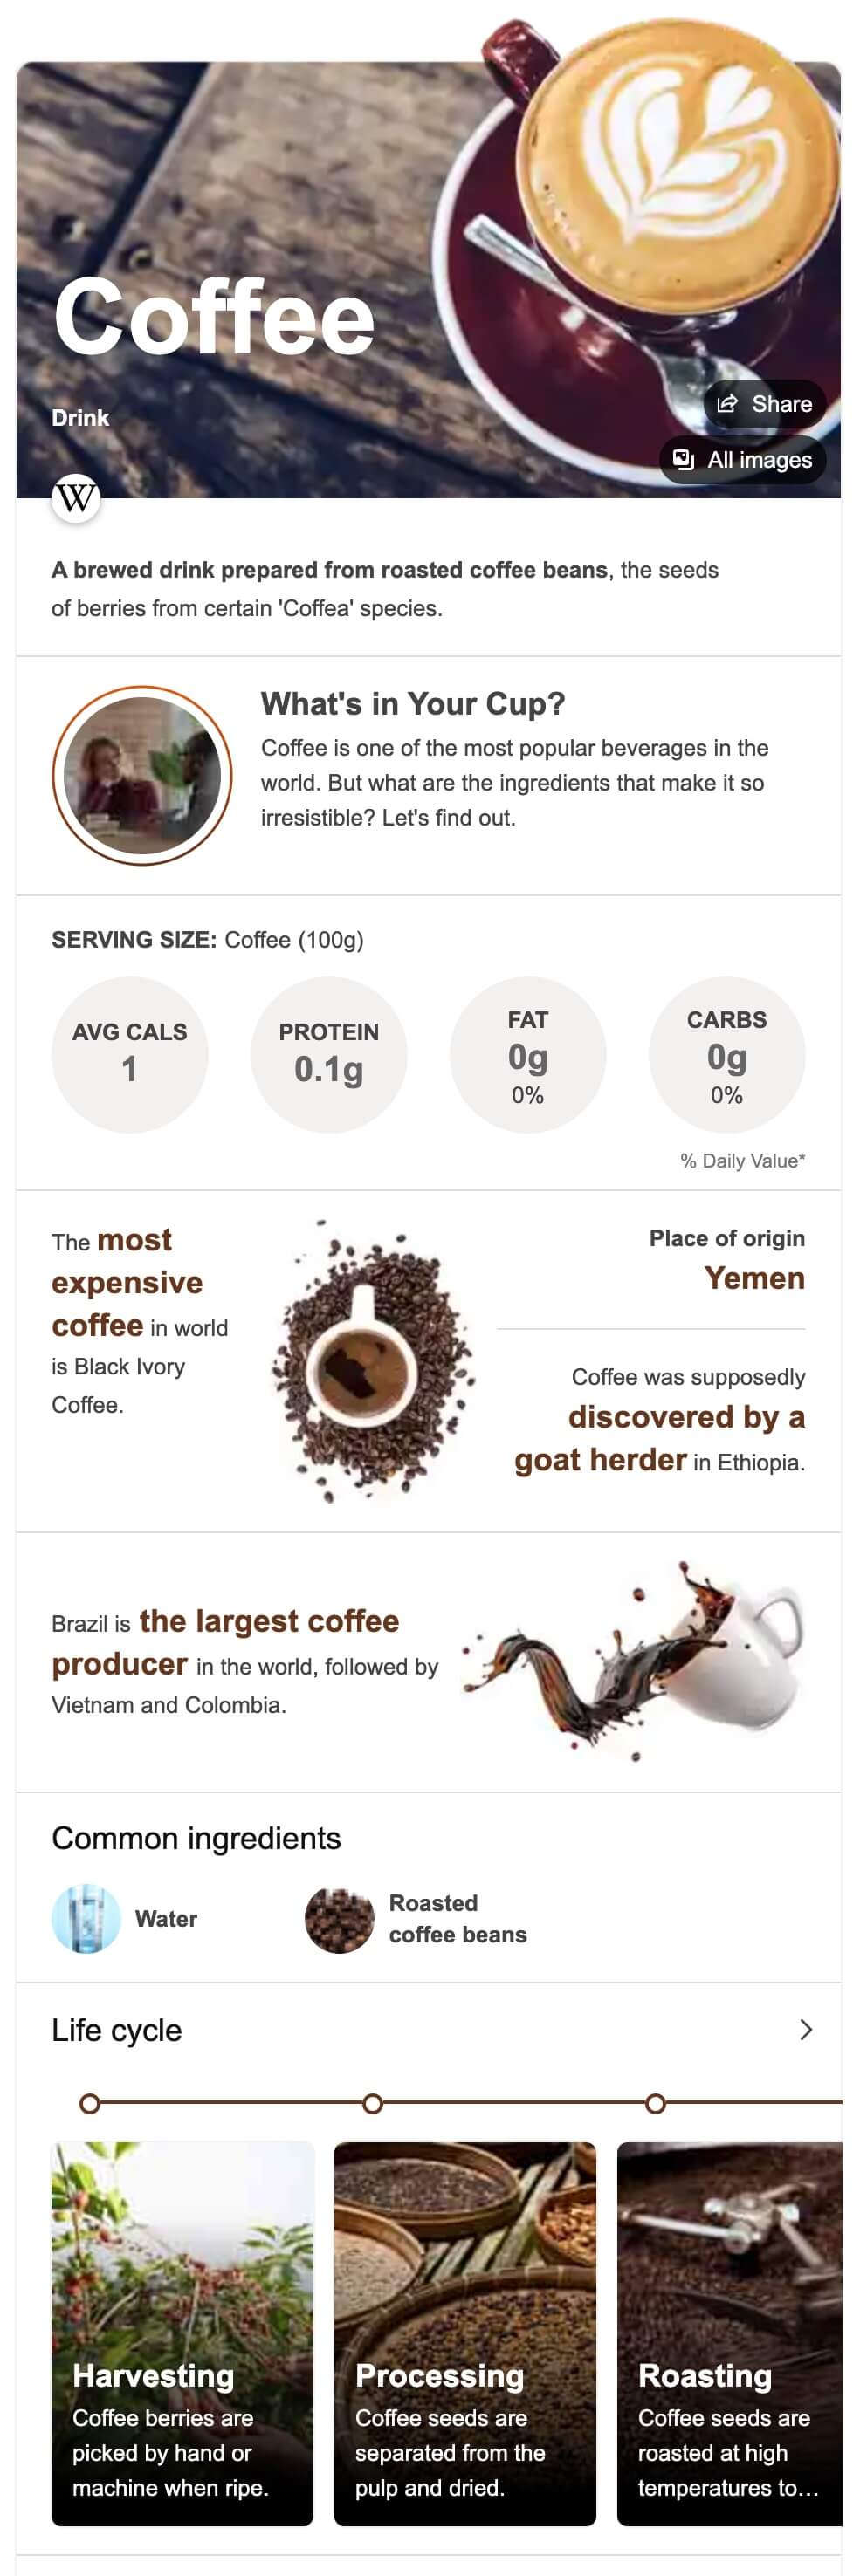 Coffee
Drink
Share
All images
W
A brewed drink prepared from roasted coffee beans, the seeds
of berries from certain 'Coffea' species.
What's in Your Cup?
Coffee is one of the most popular beverages in the
world. But what are the ingredients that make it so
irresistible? Let's find out.
SERVING SIZE: Coffee (100g)
AVG CALS
1
PROTEIN
0.1g
FAT
0g
0%
CARBS
0g
0%
% Daily Value*
The most
expensive
coffee in world
is Black Ivory
Coffee.
Place of origin
Yemen
Coffee was supposedly
discovered by a
goat herder in Ethiopia.
Brazil is the largest coffee
producer in the world, followed by
Vietnam and Colombia.
Common ingredients
Water
Roasted
coffee beans
Life cycle
Harvesting
Coffee berries are
picked by hand or
machine when ripe.
Processing
Coffee seeds are
separated from the
pulp and dried.
Roasting
Coffee seeds are
roasted at high
temperatures to...